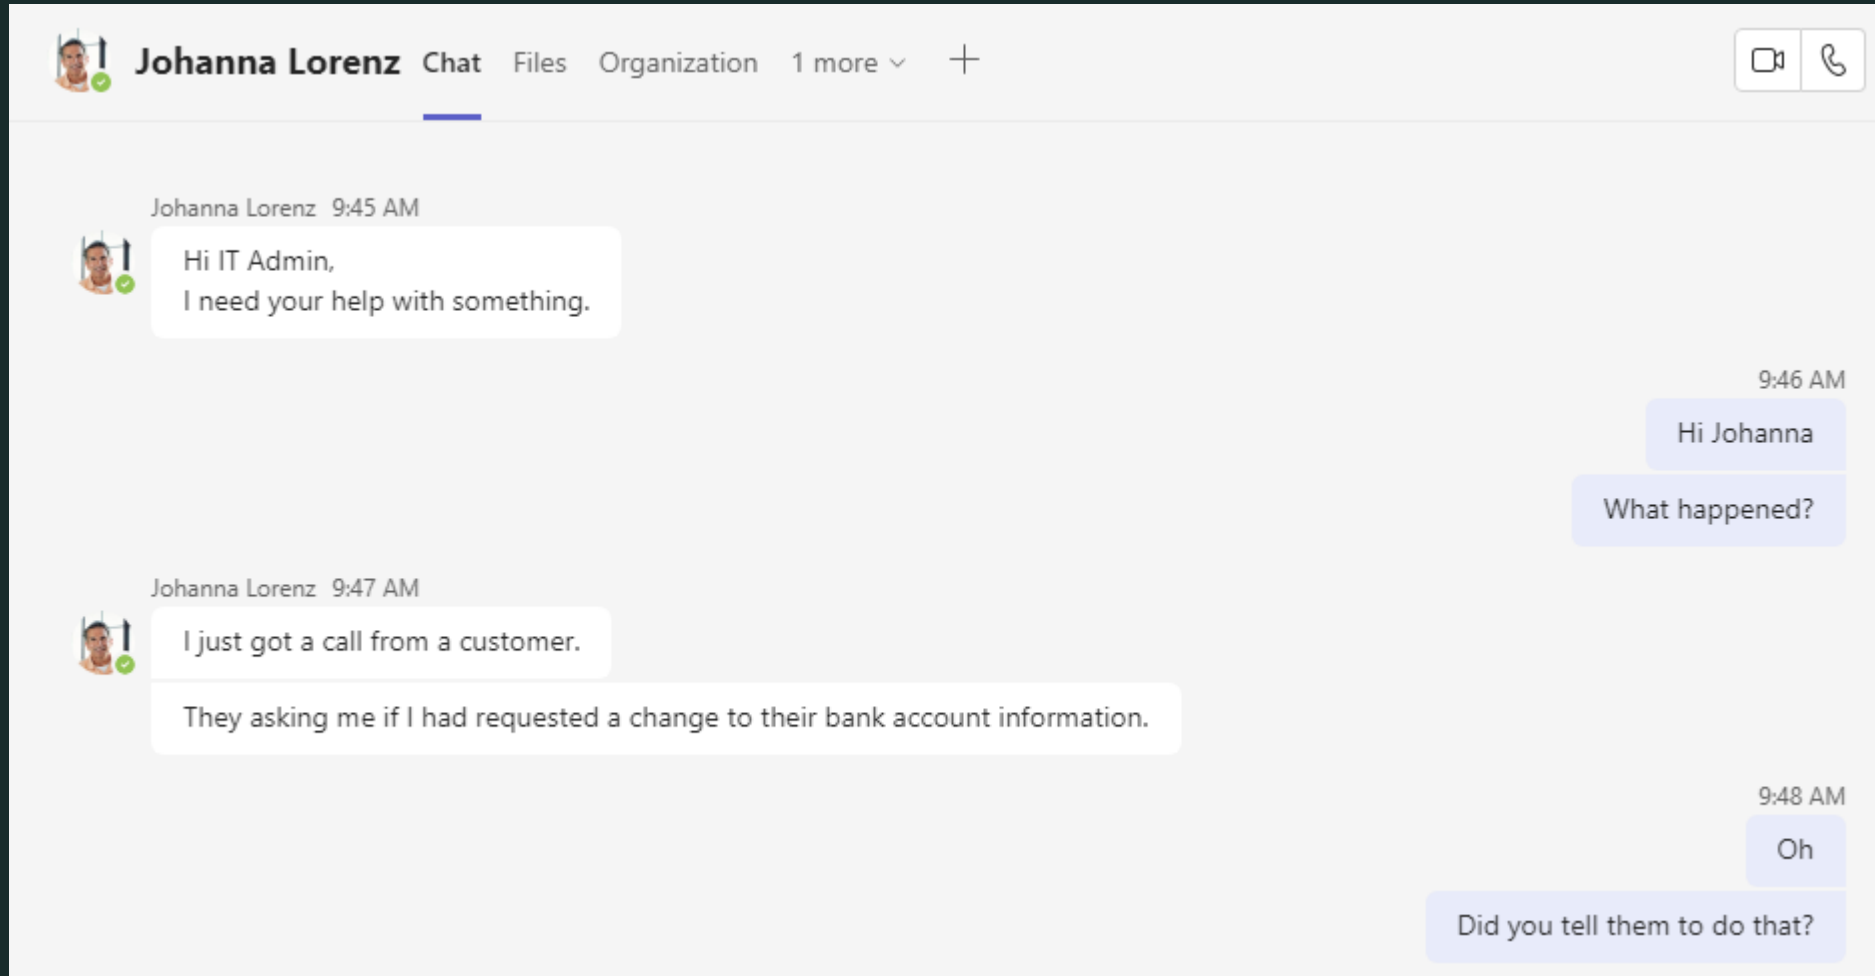 Johanna Lorenz Chat Files Organization 1 more
Johanna Lorenz 9:45 AM
Hi IT Admin,
I need your help with something.
9:46 AM
Hi Johanna
What happened?
Johanna Lorenz 9:47 AM
I just got a call from a customer.
They asking me if I had requested a change to their bank account information.
9:48 AM
Oh
Did you tell them to do that?